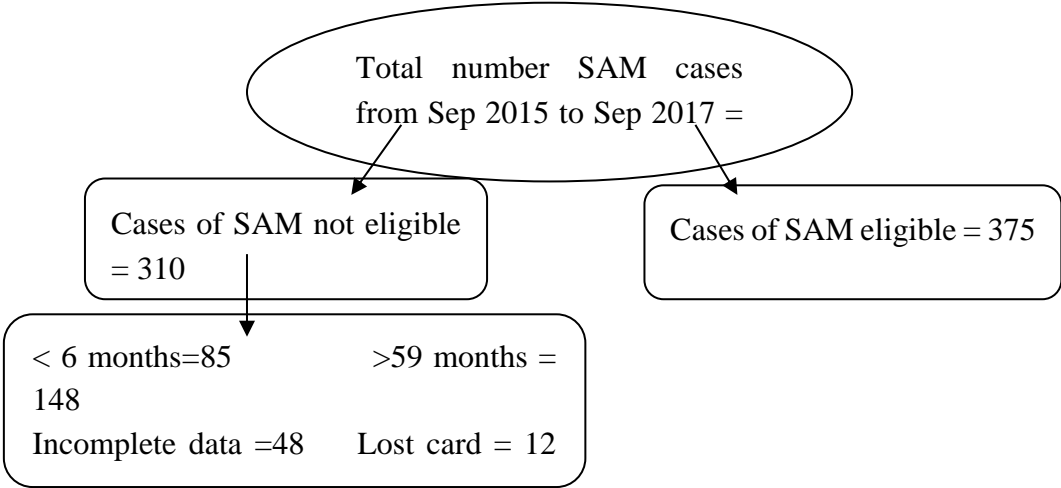 Total number SAM cases
from Sep 2015 to Sep 2017 =
Cases of SAM not eligible
= 310
Cases of SAM eligible = 375
< 6 months=85 >59 months =
148
Incomplete data =48 Lost card = 12